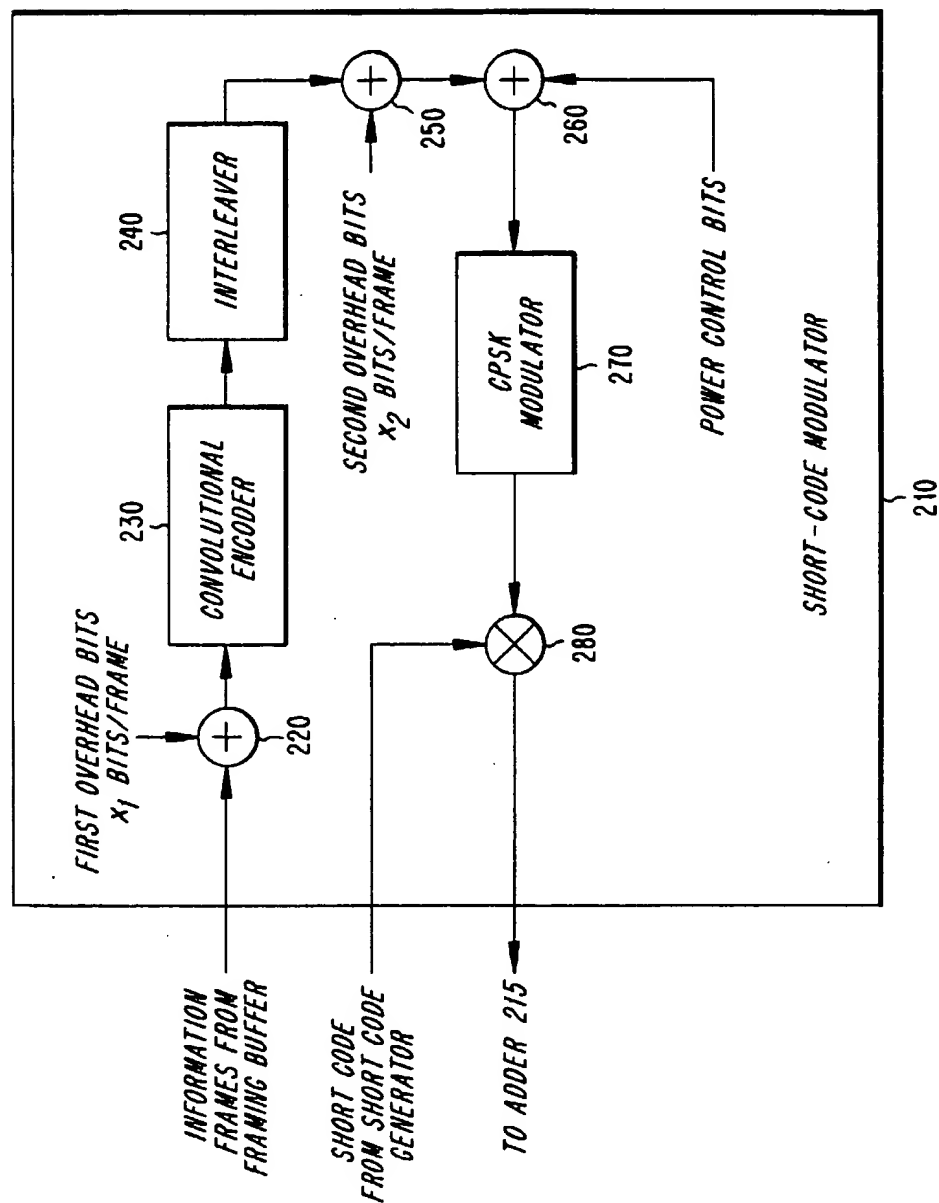 FIRST OVERHEAD BITS
x1 BITS/FRAME
INFORMATION
FRAMES FROM
FRAMING BUFFER
220
230
CONVOLUTIONAL
ENCODER
240
INTERLEAVER
SECOND OVERHEAD BITS
x2 BITS/FRAME
250
260
SHORT CODE
FROM SHORT CODE
GENERATOR
CPSK
MODULATOR
270
280
TO ADDER 215
POWER CONTROL BITS
SHORT-CODE MODULATOR
210